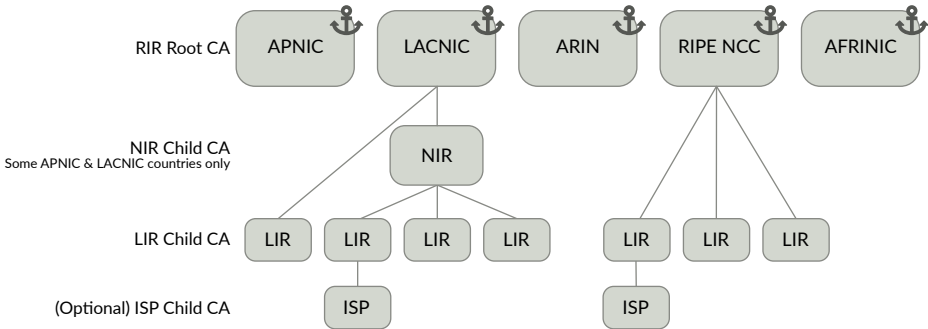 RIR Root CA
APNIC
LACNIC
ARIN
RIPE NCC
AFRINIC
NIR Child CA
Some APNIC & LACNIC countries only
NIR
LIR Child CA
LIR
LIR
LIR
LIR
LIR
LIR
LIR
(Optional) ISP Child CA
ISP
ISP